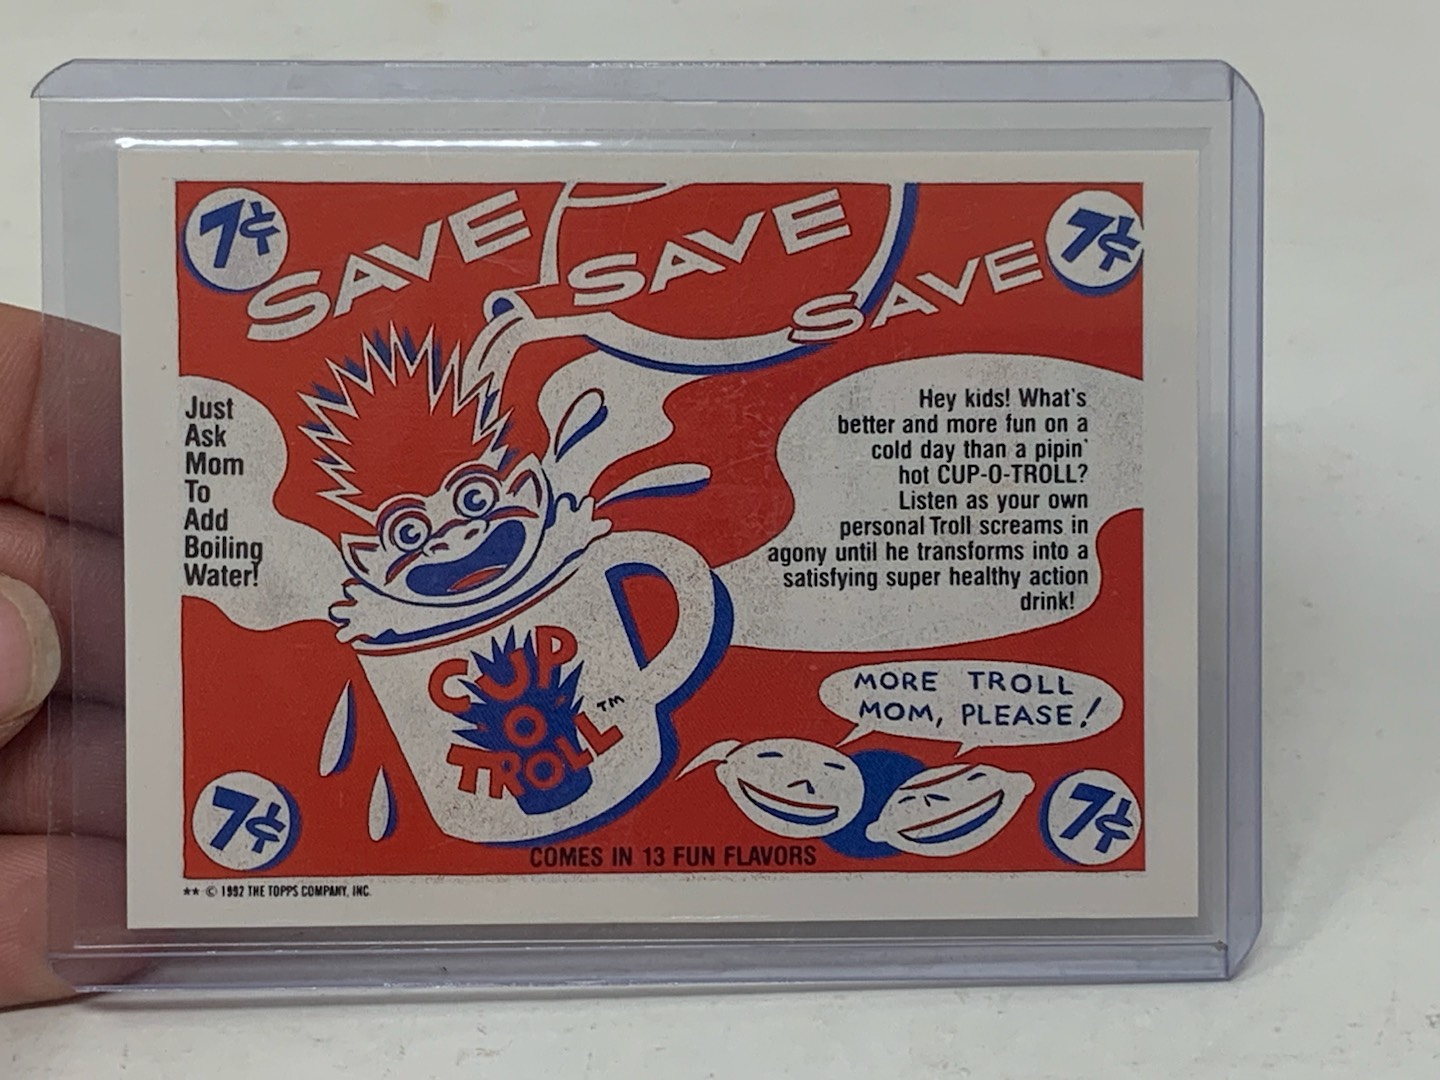 7¢
SAVE
SAVE
SAVE
7¢
Just
Ask
Mom
To
Add
Boiling
Water!
Hey kids! What's
better and more fun on a
cold day than a pipin'
hot CUP-O-TROLL?
Listen as your own
personal Troll screams in
agony until he transforms into a
satisfying super healthy action
drink!
CUP
-O-
TROLL™
MORE TROLL
MOM, PLEASE!
7¢
7¢
COMES IN 13 FUN FLAVORS
** © 1992 THE TOPPS COMPANY, INC.